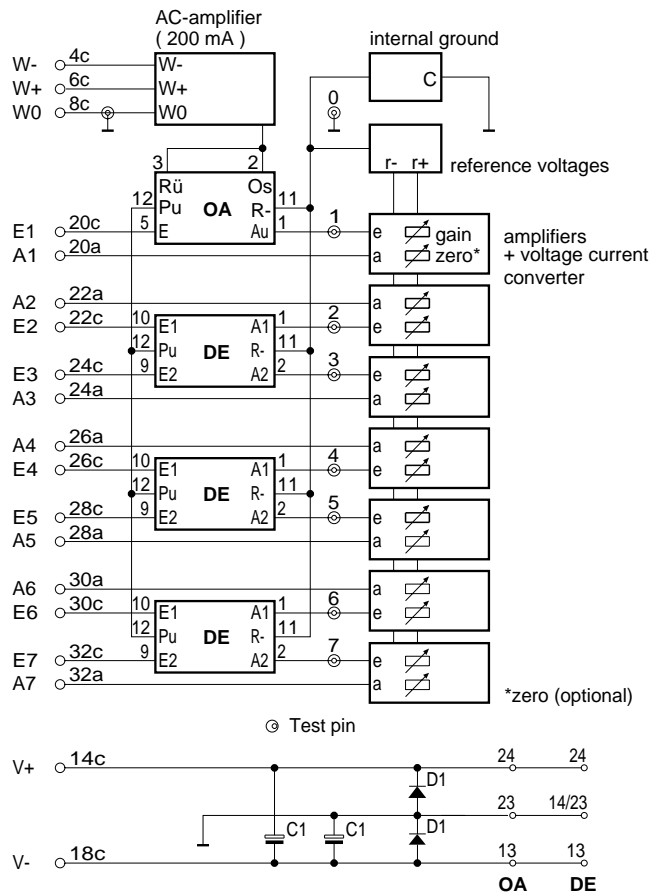 AC-amplifier
( 200 mA )
internal ground
W- 4c W-
W+ 6c W+
W0 8c W0
C
0
r- r+
reference voltages
3 2
Rü Os
12 Pu OA R- 11
E1 20c 5 E Au 1 1 e gain
A1 20a a zero*
amplifiers
+ voltage current
converter
A2 22a a
E2 22c 10 E1 A1 1 2 e
12 Pu DE R- 11
E3 24c 9 E2 A2 2 3 e
A3 24a a
A4 26a a
E4 26c 10 E1 A1 1 4 e
12 Pu DE R- 11
E5 28c 9 E2 A2 2 5 e
A5 28a a
A6 30a a
E6 30c 10 E1 A1 1 6 e
12 Pu DE R- 11
E7 32c 9 E2 A2 2 7 e
A7 32a a
*zero (optional)
Test pin
V+ 14c 24 24
D1
23 14/23
C1 C1 D1
V- 18c 13 13
OA DE